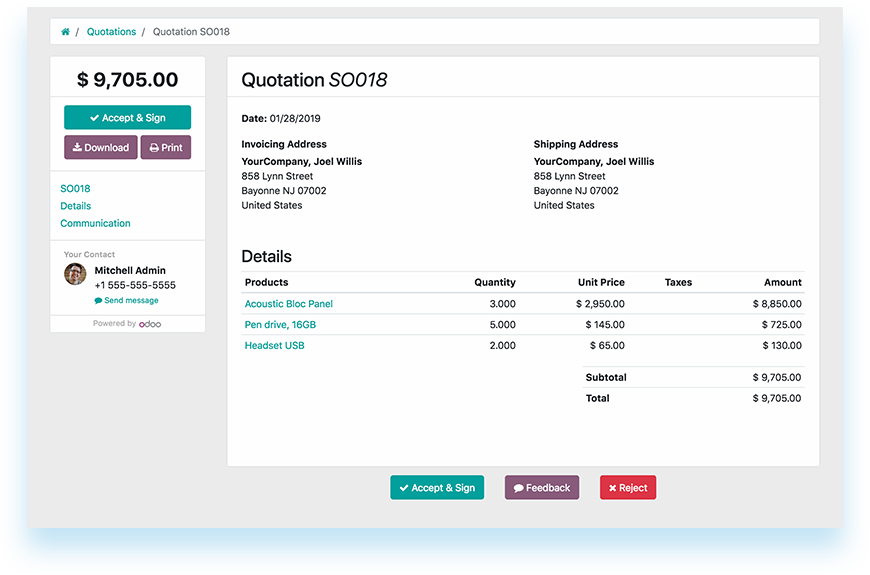 / Quotations / Quotation SO018
$ 9,705.00
Accept & Sign
Download Print
SO018
Details
Communication
Your Contact
Mitchell Admin
+1 555-555-5555
Send message
Powered by odoo
Quotation SO018
Date: 01/28/2019
Invoicing Address Shipping Address
YourCompany, Joel Willis YourCompany, Joel Willis
858 Lynn Street 858 Lynn Street
Bayonne NJ 07002 Bayonne NJ 07002
United States United States
Details
Products Quantity Unit Price Taxes Amount
Acoustic Bloc Panel 3.000 $ 2,950.00 $ 8,850.00
Pen drive, 16GB 5.000 $ 145.00 $ 725.00
Headset USB 2.000 $ 65.00 $ 130.00
Subtotal $ 9,705.00
Total $ 9,705.00
Accept & Sign Feedback Reject